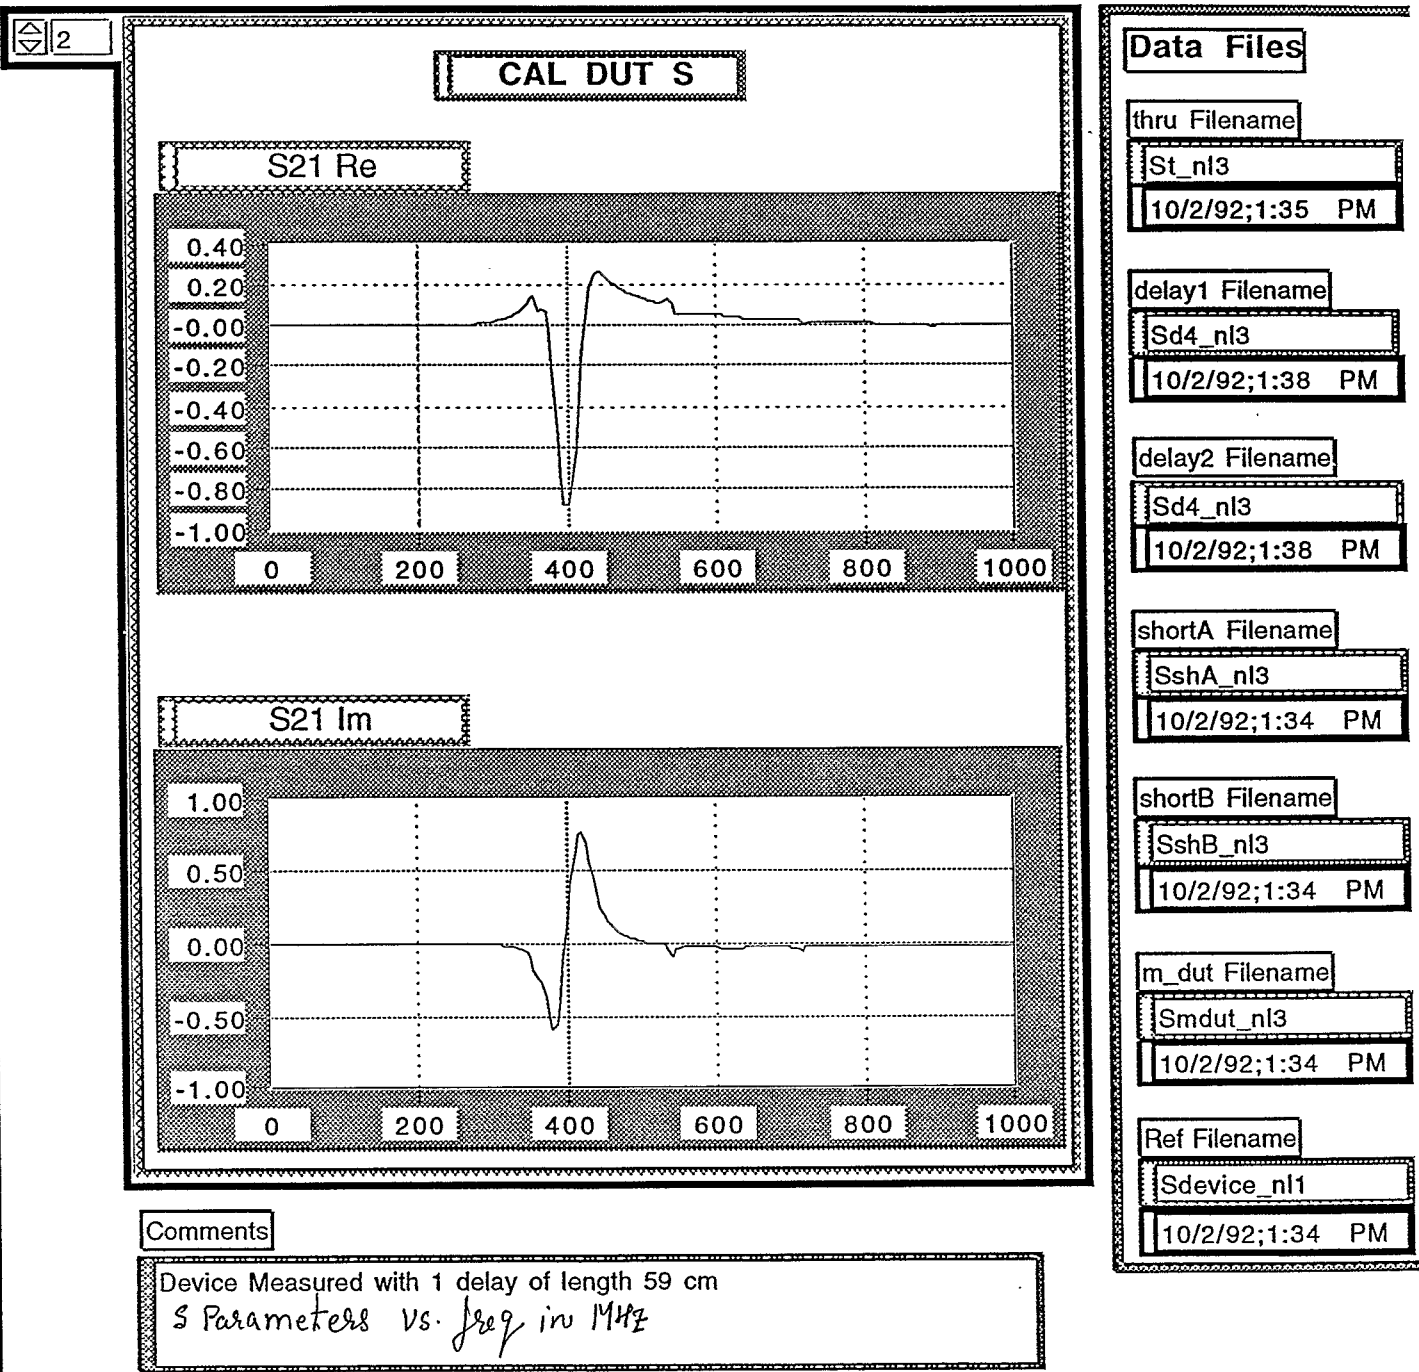 2
CAL DUT S
S21 Re
0.40
0.20
-0.00
-0.20
-0.40
-0.60
-0.80
-1.00
0 200 400 600 800 1000
S21 Im
1.00
0.50
0.00
-0.50
-1.00
0 200 400 600 800 1000
Comments
Device Measured with 1 delay of length 59 cm
S Parameters vs. freq in MHz
Data Files
thru Filename
St_nl3
10/2/92;1:35 PM
delay1 Filename
Sd4_nl3
10/2/92;1:38 PM
delay2 Filename
Sd4_nl3
10/2/92;1:38 PM
shortA Filename
SshA_nl3
10/2/92;1:34 PM
shortB Filename
SshB_nl3
10/2/92;1:34 PM
m_dut Filename
Smdut_nl3
10/2/92;1:34 PM
Ref Filename
Sdevice_nl1
10/2/92;1:34 PM